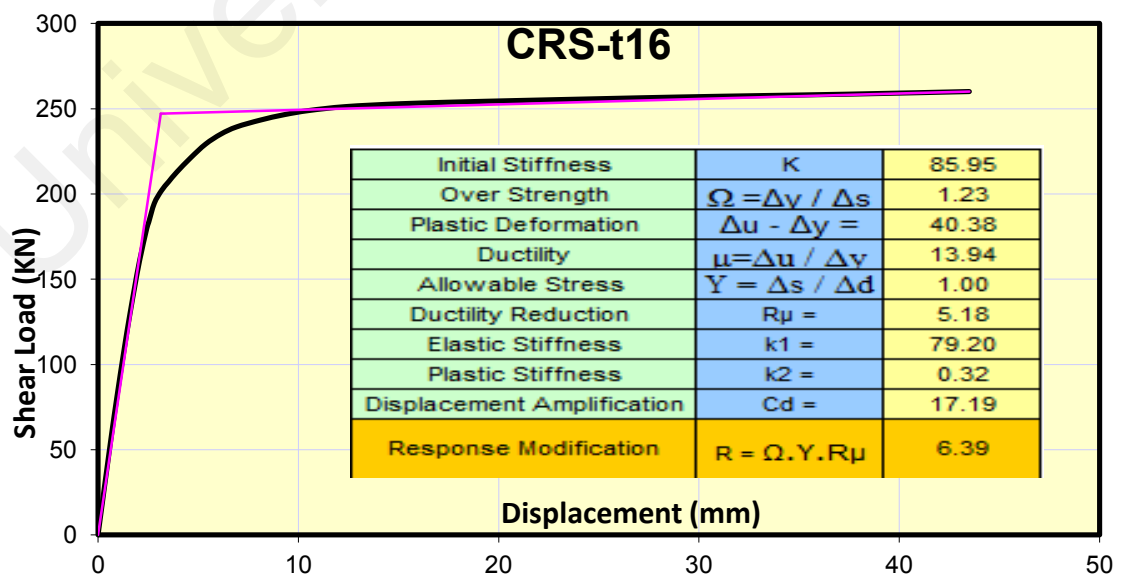 Univer
CRS-t16
Shear Load (KN)
300
250
200
150
100
50
0
Initial Stiffness K 85.95
Over Strength Ω =Δy / Δs 1.23
Plastic Deformation Δu - Δy = 40.38
Ductility μ=Δu / Δy 13.94
Allowable Stress Y = Δs / Δd 1.00
Ductility Reduction Rμ = 5.18
Elastic Stiffness k1 = 79.20
Plastic Stiffness k2 = 0.32
Displacement Amplification Cd = 17.19
Response Modification R = Ω.Y.Rμ 6.39
Displacement (mm)
0 10 20 30 40 50